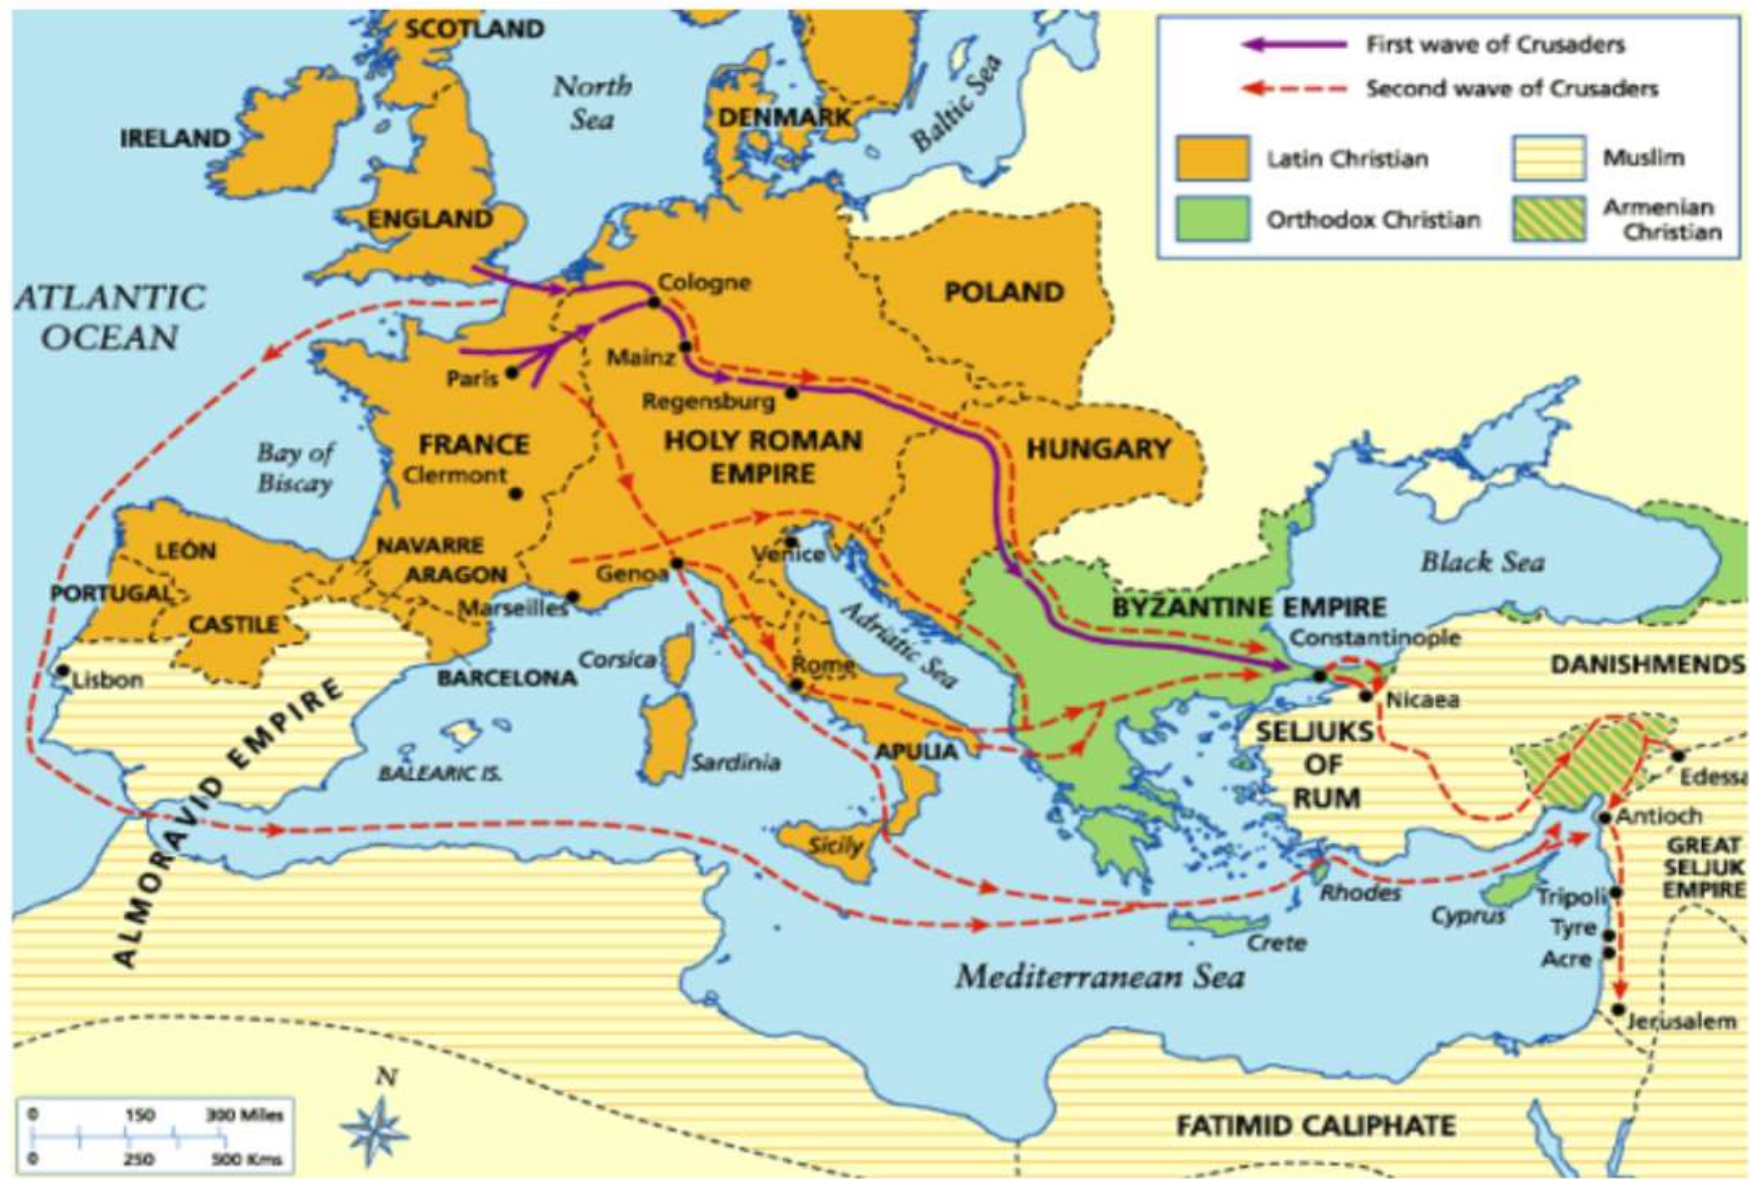 SCOTLAND
North
Sea
DENMARK
Baltic Sea
IRELAND
ENGLAND
First wave of Crusaders
Second wave of Crusaders
Latin Christian
Muslim
Orthodox Christian
Armenian
Christian
ATLANTIC
OCEAN
Cologne
POLAND
Mainz
Paris
Regensburg
FRANCE
HOLY ROMAN
EMPIRE
HUNGARY
Bay of
Biscay
Clermont
LEÓN
NAVARRE
ARAGON
Venice
Genoa
Black Sea
PORTUGAL
CASTILE
Marseilles
BYZANTINE EMPIRE
Adriatic Sea
Constantinople
Lisbon
Corsica
BARCELONA
Rome
DANISHMENDS
Nicaea
ALMORAVID EMPIRE
BALEARIC IS.
Sardinia
APULIA
SELJUKS
OF
RUM
Edessa
Antioch
Sicily
GREAT
SELJUK
EMPIRE
Rhodes
Cyprus
Tripoli
Tyre
Acre
Crete
Mediterranean Sea
Jerusalem
N
0 150 300 Miles
0 250 500 Kms
FATIMID CALIPHATE